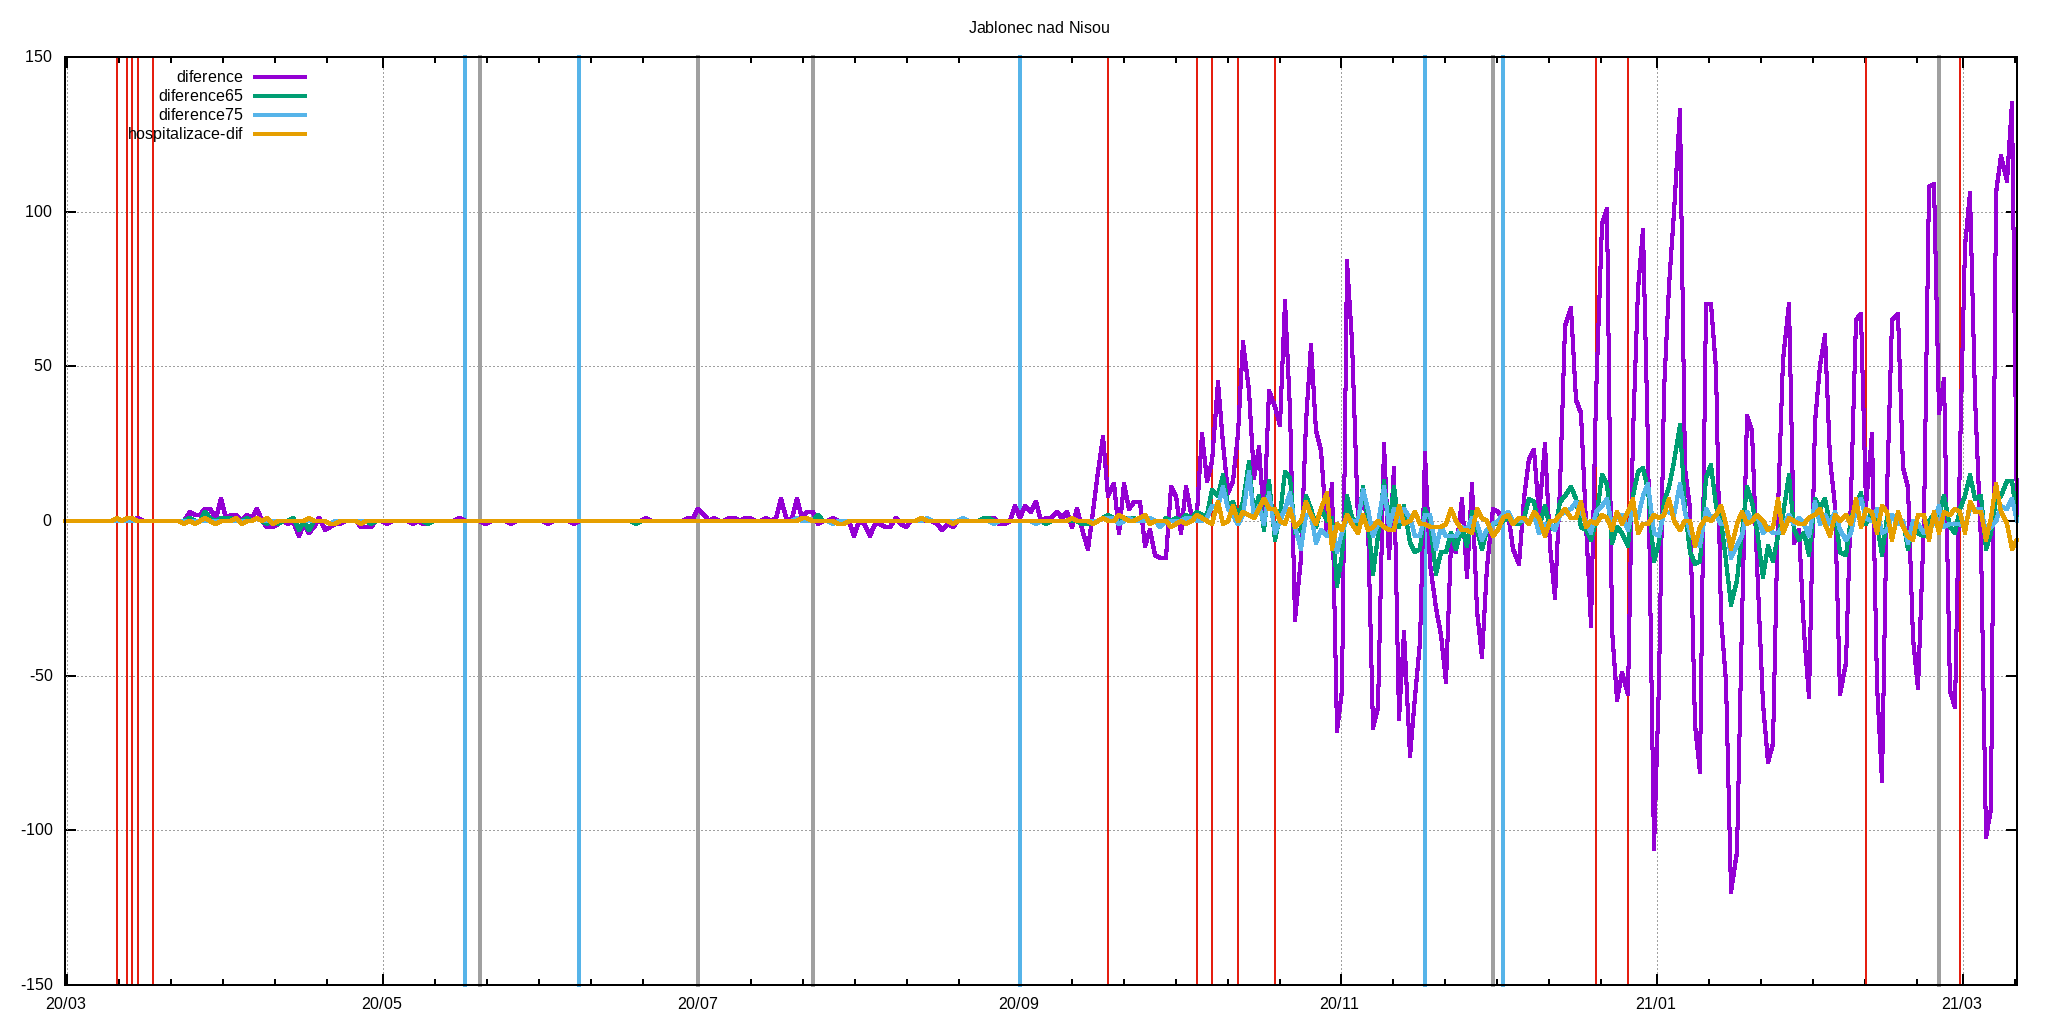 Jablonec nad Nisou
150
diference
diference65
diference75
hospitalizace-dif
100
50
0
-50
-100
-150
20/03 20/05 20/07 20/09 20/11 21/01 21/03